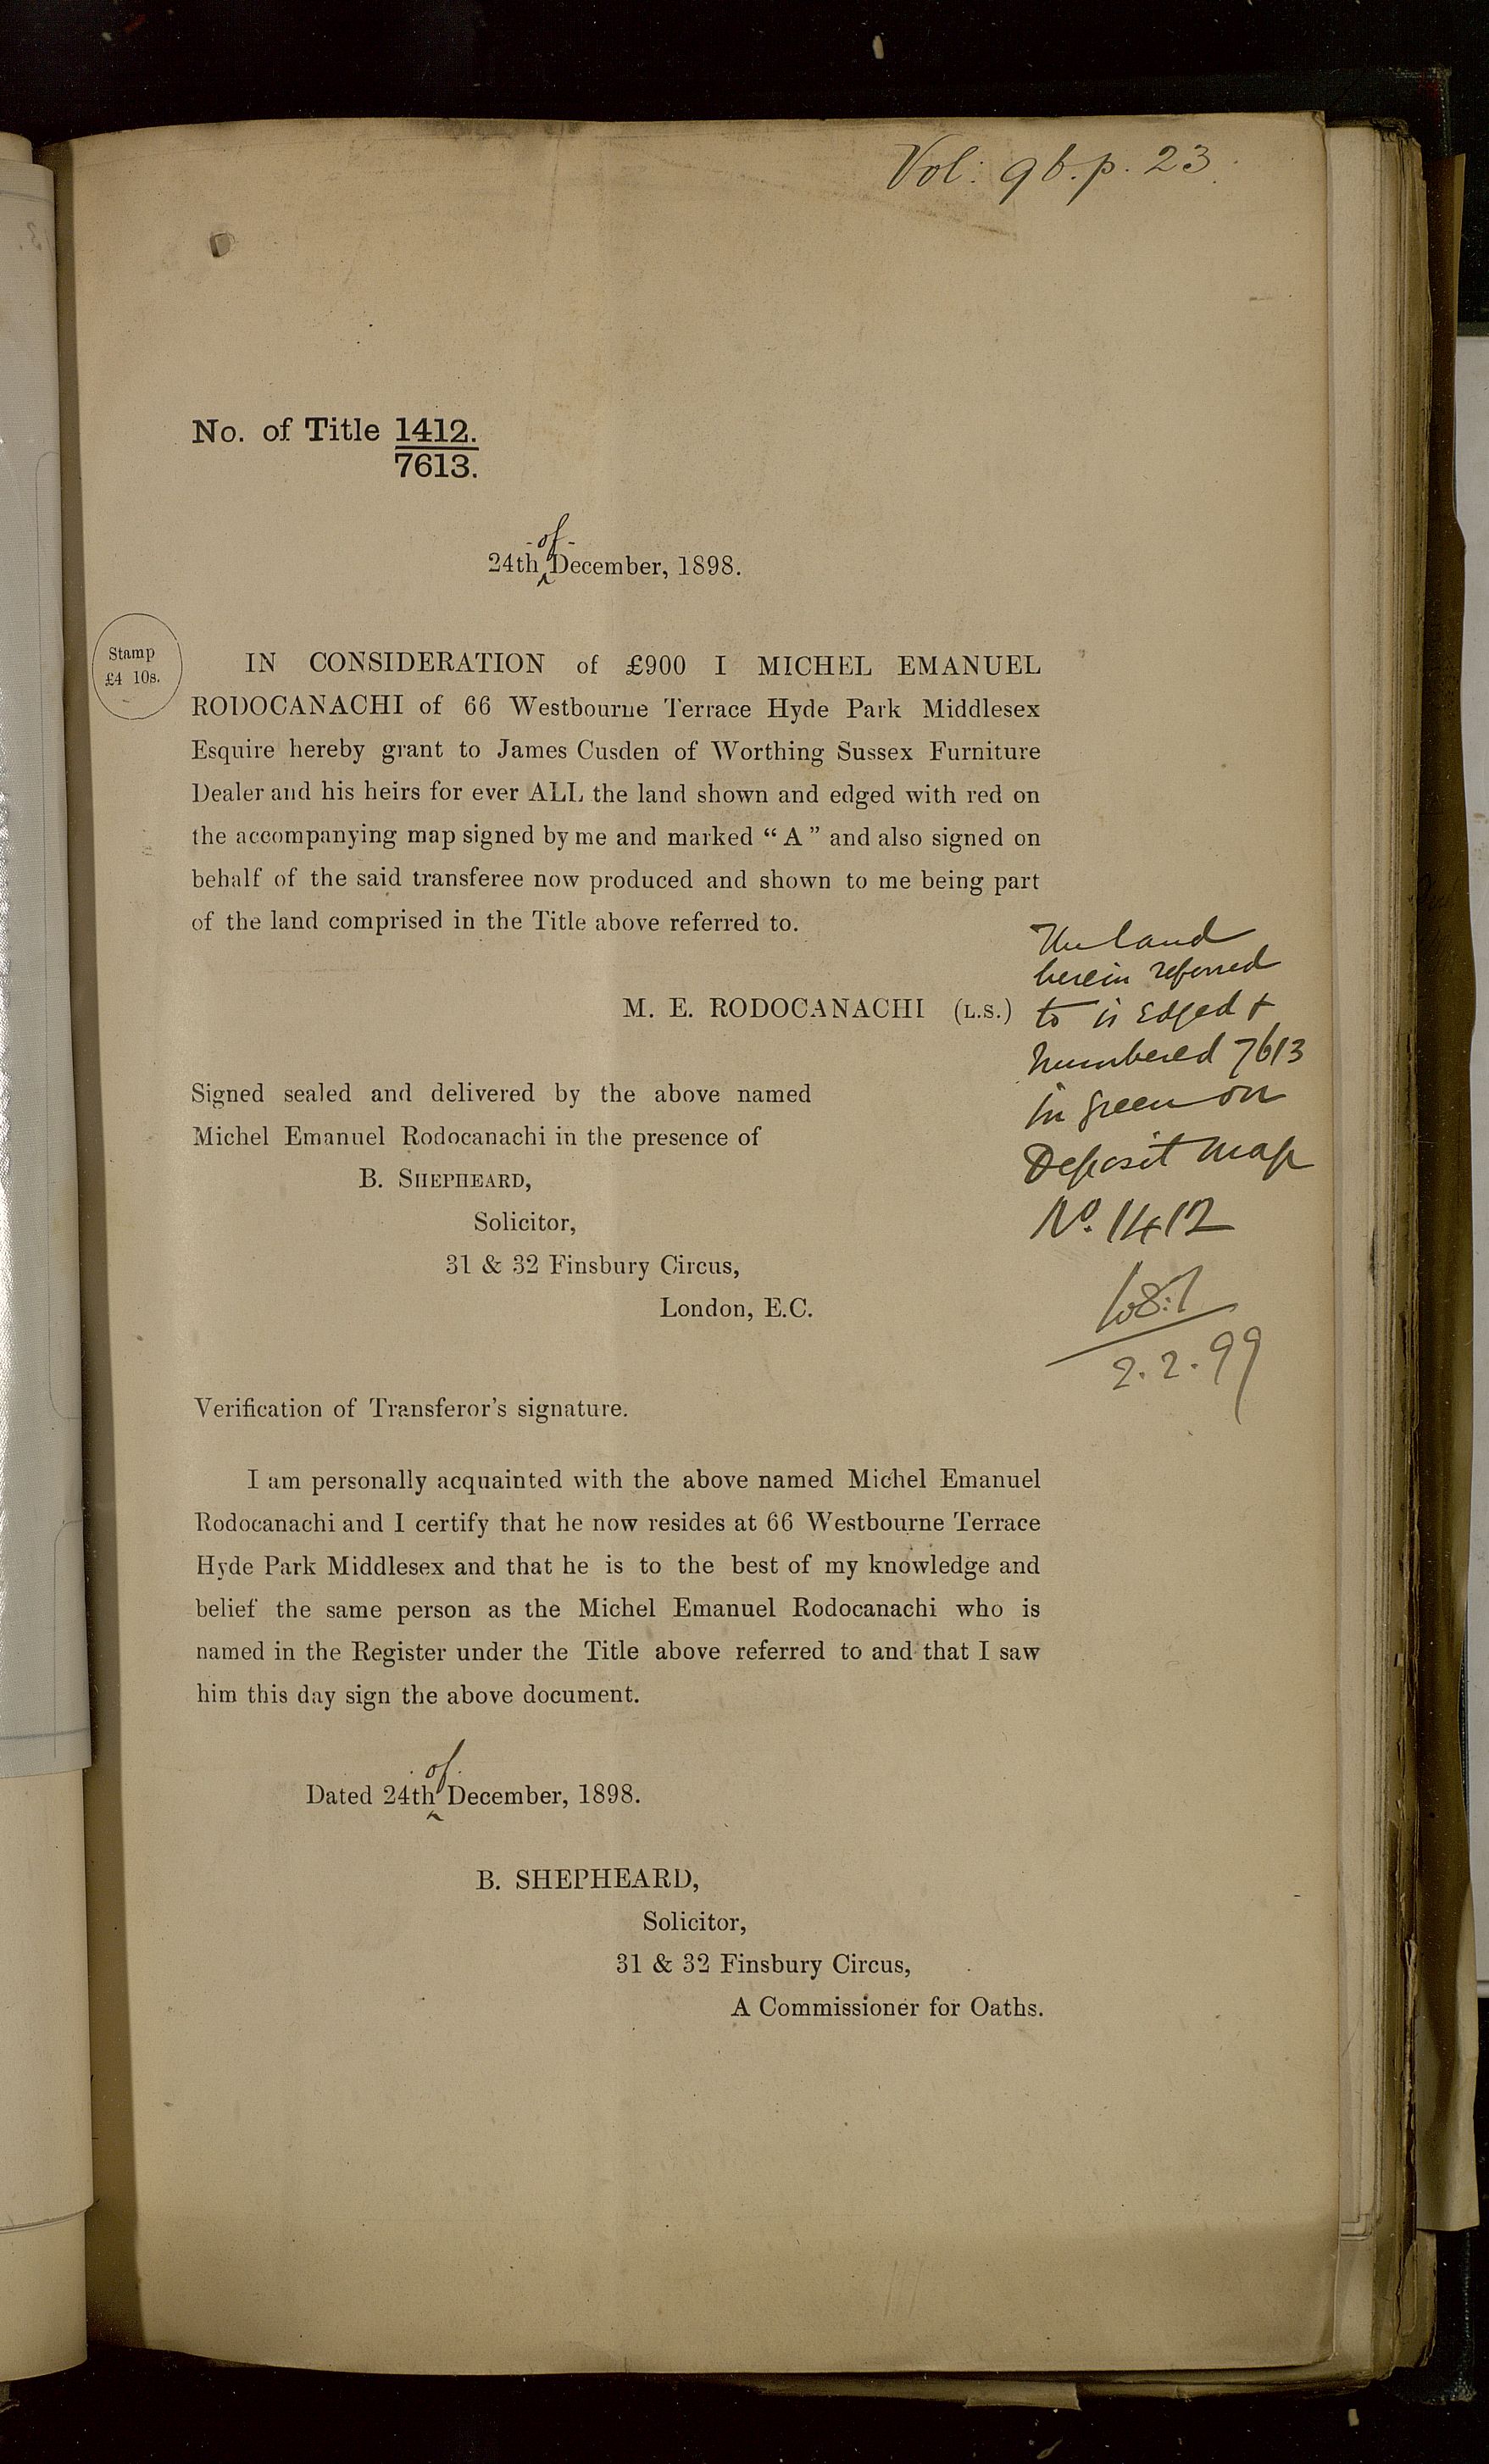 Vol: 96. p. 23.
No. of Title 1412.
7613.
- of -
24th ^ December, 1898.
Stamp
£4 10s.
IN CONSIDERATION of £900 I MICHEL EMANUEL
RODOCANACHI of 66 Westbourne Terrace Hyde Park Middlesex
Esquire hereby grant to James Cusden of Worthing Sussex Furniture
Dealer and his heirs for ever ALL the land shown and edged with red on
the accompanying map signed by me and marked “ A ” and also signed on
behalf of the said transferee now produced and shown to me being part
of the land comprised in the Title above referred to.
M. E. RODOCANACHI (L.S.)
The land
herein referred
to is edged +
numbered 7613
in green on
Deposit map
No. 1412
2.2.99
Signed sealed and delivered by the above named
Michel Emanuel Rodocanachi in the presence of
B. SHEPHEARD,
Solicitor,
31 & 32 Finsbury Circus,
London, E.C.
Verification of Transferor’s signature.
I am personally acquainted with the above named Michel Emanuel
Rodocanachi and I certify that he now resides at 66 Westbourne Terrace
Hyde Park Middlesex and that he is to the best of my knowledge and
belief the same person as the Michel Emanuel Rodocanachi who is
named in the Register under the Title above referred to and that I saw
him this day sign the above document.
of
Dated 24th ^ December, 1898.
B. SHEPHEARD,
Solicitor,
31 & 32 Finsbury Circus,
A Commissioner for Oaths.